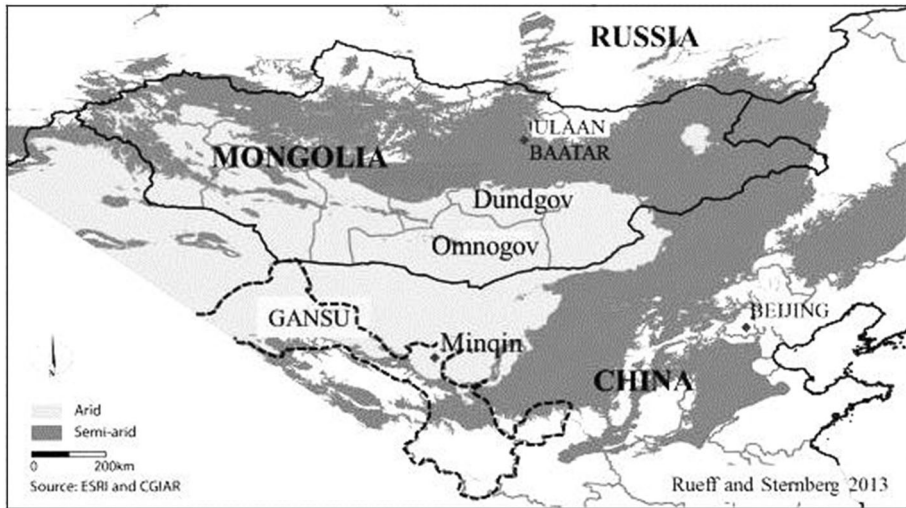 RUSSIA
ULAAN
BAATAR
MONGOLIA
Dundgov
Omnogov
GANSU
BEIJING
Minqin
CHINA
Arid
Semi-arid
0 200km
Source: ESRI and CGIAR
Rueff and Sternberg 2013